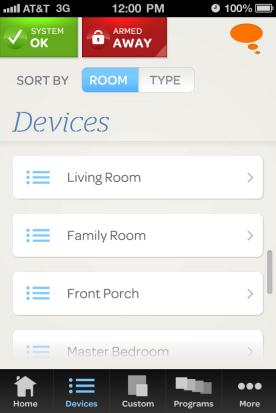 AT&T 3G 12:00 PM 100%
SYSTEM
OK
ARMED
AWAY
SORT BY ROOM TYPE
Devices
Living Room
Family Room
Front Porch
Master Bedroom
Home Devices Custom Programs More